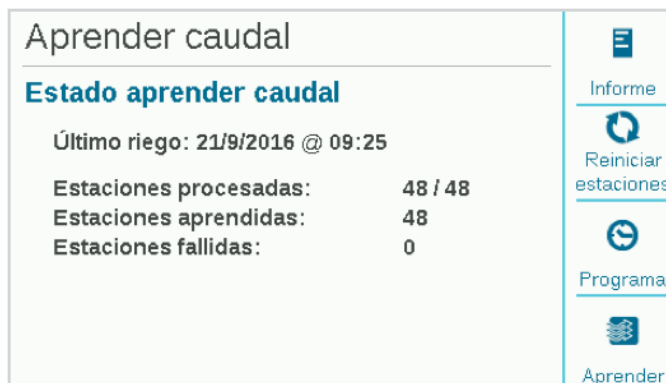 Aprender caudal
Estado aprender caudal
Último riego: 21/9/2016 @ 09:25
Estaciones procesadas: 48 / 48
Estaciones aprendidas: 48
Estaciones fallidas: 0
Informe
Reiniciar
estaciones
Programa
Aprender